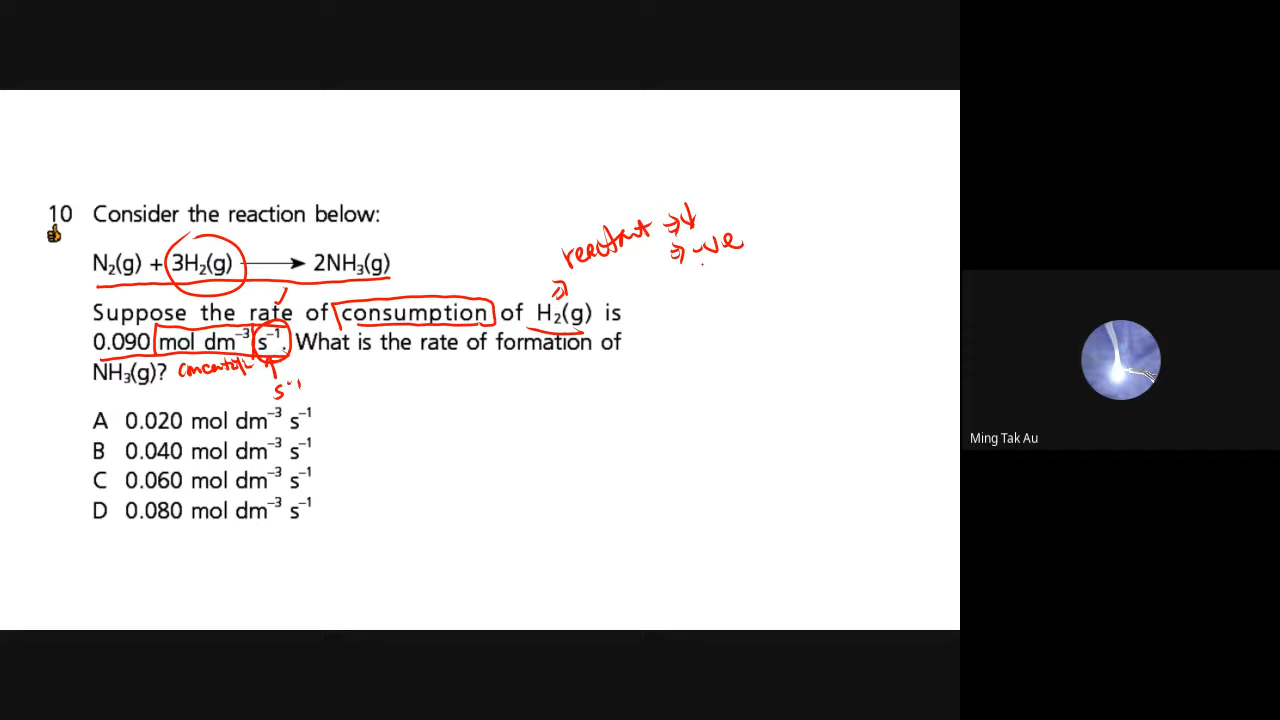 10 Consider the reaction below:
N₂(g) + 3H₂(g) ⟶ 2NH₃(g)
reactant ⇒ ↓
⇒ -ve
⇒
Suppose the rate of consumption of H₂(g) is
0.090 mol dm⁻³ s⁻¹. What is the rate of formation of
NH₃(g)?
s⁻¹
A 0.020 mol dm⁻³ s⁻¹
B 0.040 mol dm⁻³ s⁻¹
C 0.060 mol dm⁻³ s⁻¹
D 0.080 mol dm⁻³ s⁻¹
Ming Tak Au